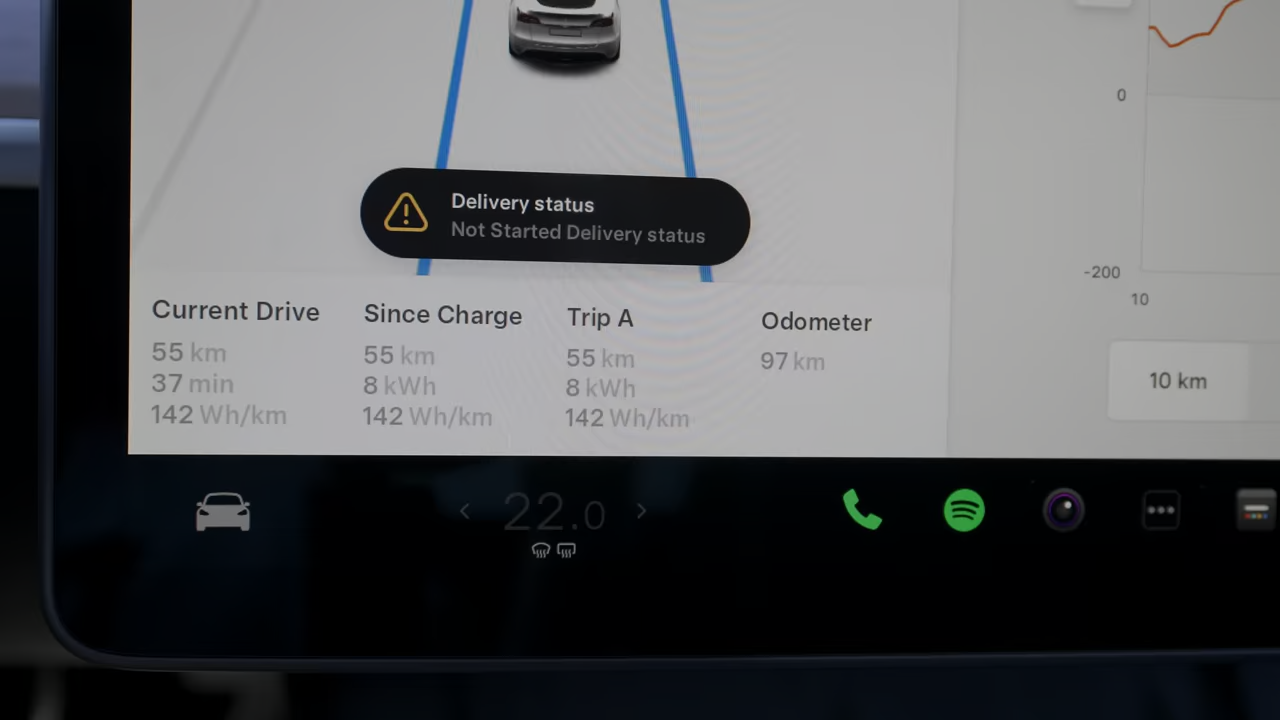 0
-200
10
10 km
Delivery status
Not Started Delivery status
Current Drive
55 km
37 min
142 Wh/km
Since Charge
55 km
8 kWh
142 Wh/km
Trip A
55 km
8 kWh
142 Wh/km
Odometer
97 km
22.0